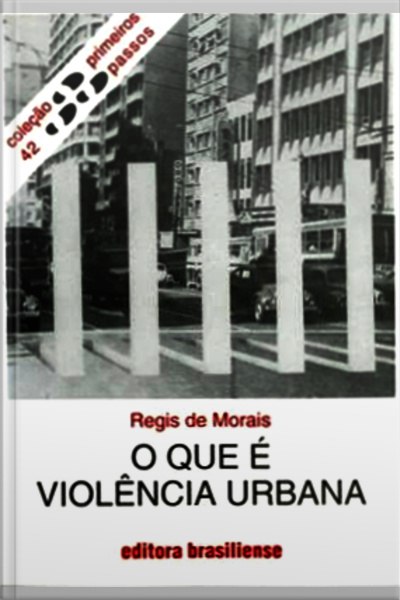 coleção primeiros
42 passos
Regis de Morais
O QUE É
VIOLÊNCIA URBANA
editora brasiliense